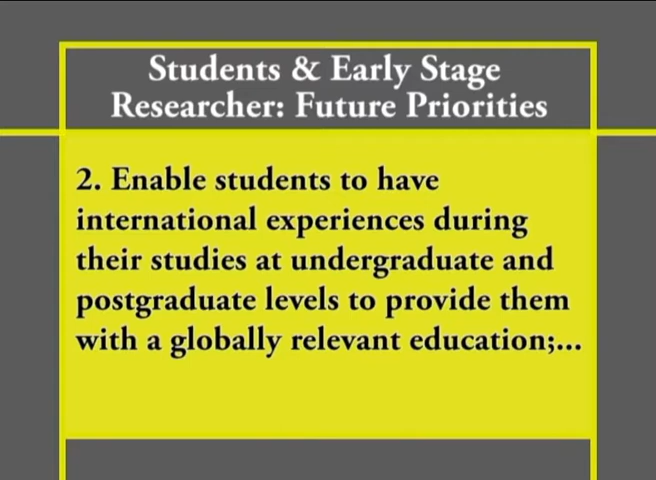 Students & Early Stage
Researcher: Future Priorities
2. Enable students to have
international experiences during
their studies at undergraduate and
postgraduate levels to provide them
with a globally relevant education;...